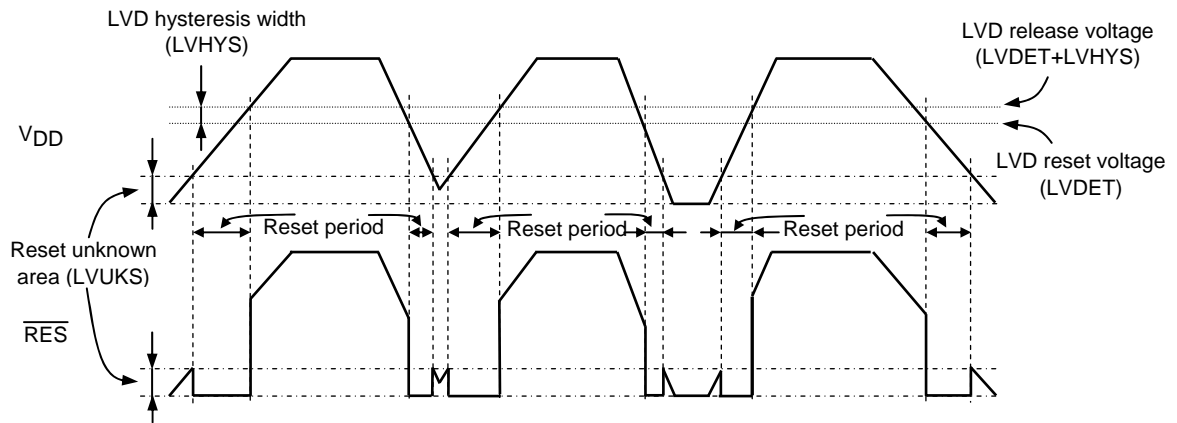 LVD hysteresis width
(LVHYS)
LVD release voltage
(LVDET+LVHYS)
VDD
LVD reset voltage
(LVDET)
Reset period
Reset period
Reset period
Reset unknown
area (LVUKS)
RES